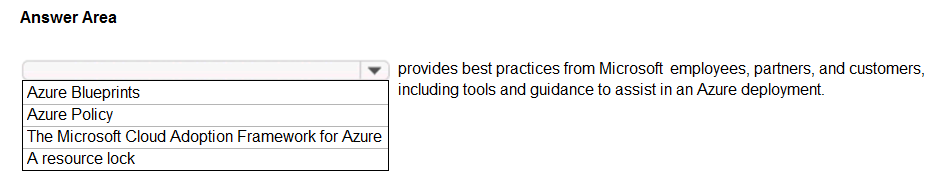 Answer Area
provides best practices from Microsoft employees, partners, and customers,
including tools and guidance to assist in an Azure deployment.
Azure Blueprints
Azure Policy
The Microsoft Cloud Adoption Framework for Azure
A resource lock